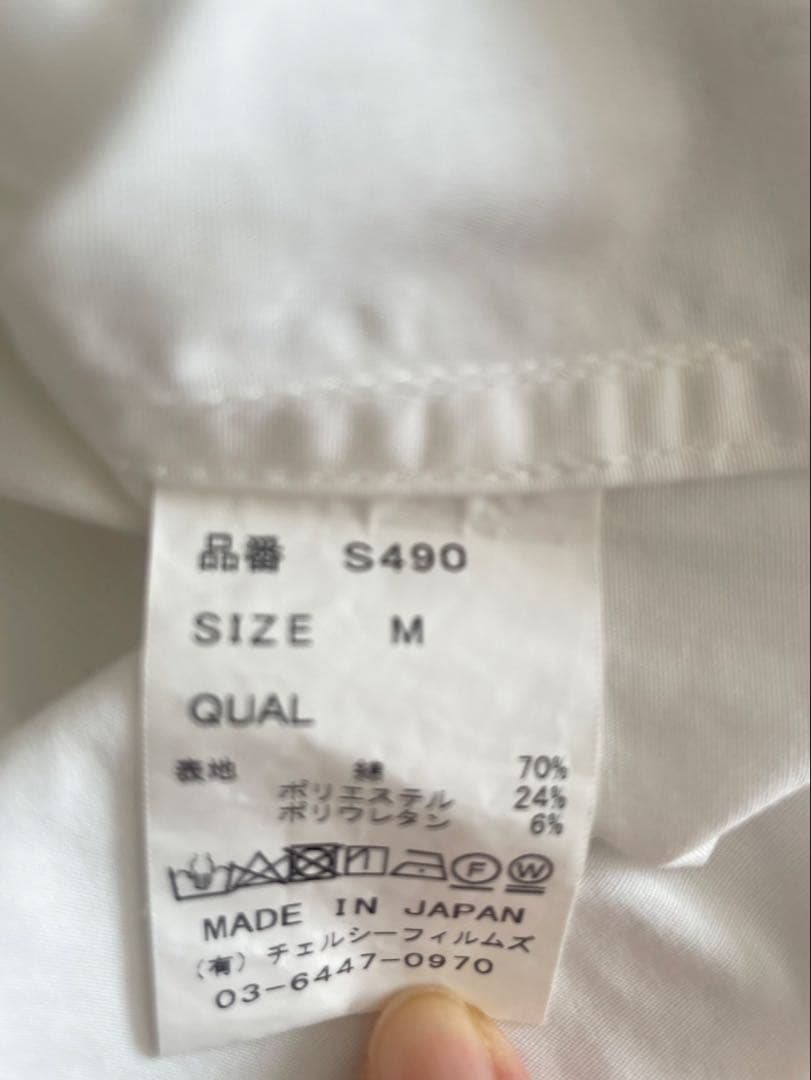 品番 S490
SIZE M
QUAL
表地 綿 70%
ポリエステル 24%
ポリウレタン 6%
F W
MADE IN JAPAN
(有) チェルシーフィルムズ
03-6447-0970